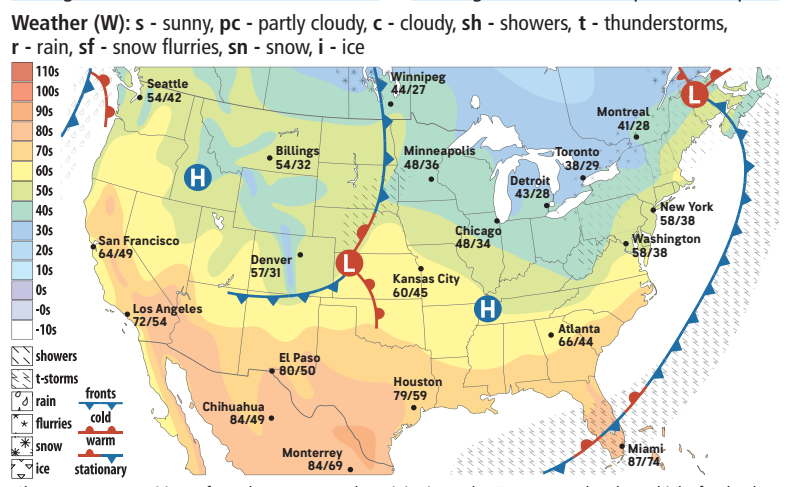 Weather (W): s - sunny, pc - partly cloudy, c - cloudy, sh - showers, t - thunderstorms,
r - rain, sf - snow flurries, sn - snow, i - ice
110s
100s
90s
80s
70s
60s
50s
40s
30s
20s
10s
0s
-0s
-10s
showers
t-storms
rain
flurries
snow
ice
fronts
cold
warm
stationary
Seattle
54/42
Winnipeg
44/27
Montreal
41/28
Billings
54/32
Minneapolis
48/36
Toronto
38/29
Detroit
43/28
New York
58/38
Chicago
48/34
Washington
58/38
San Francisco
64/49
Denver
57/31
Kansas City
60/45
Los Angeles
72/54
Atlanta
66/44
El Paso
80/50
Houston
79/59
Chihuahua
84/49
Monterrey
84/69
Miami
87/74
H
H
L
L